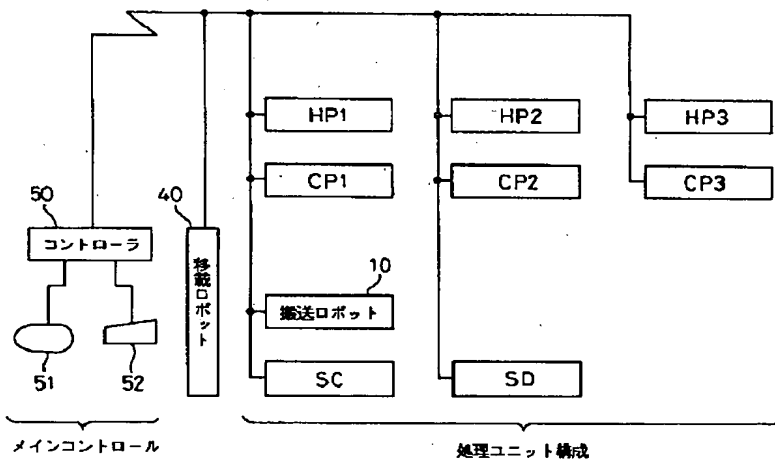 HP1
HP2
HP3
CP1
CP2
CP3
50
コントローラ
40
移載ロボット
10
搬送ロボット
51
52
SC
SD
メインコントロール
処理ユニット構成